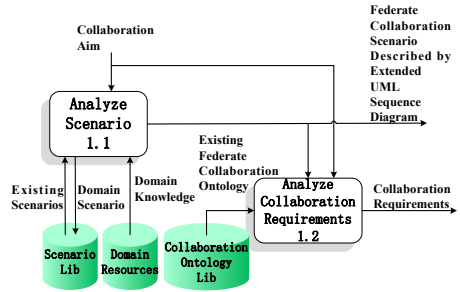 Collaboration
Aim
Federate
Collaboration
Scenario
Described by
Extended
UML
Sequence
Diagram
Analyze
Scenario
1.1
Existing
Federate
Collaboration
Ontology
Existing
Scenarios
Domain
Scenario
Domain
Knowledge
Analyze
Collaboration
Requirements
1.2
Collaboration
Requirements
Scenario
Lib
Domain
Resources
Collaboration
Ontology
Lib